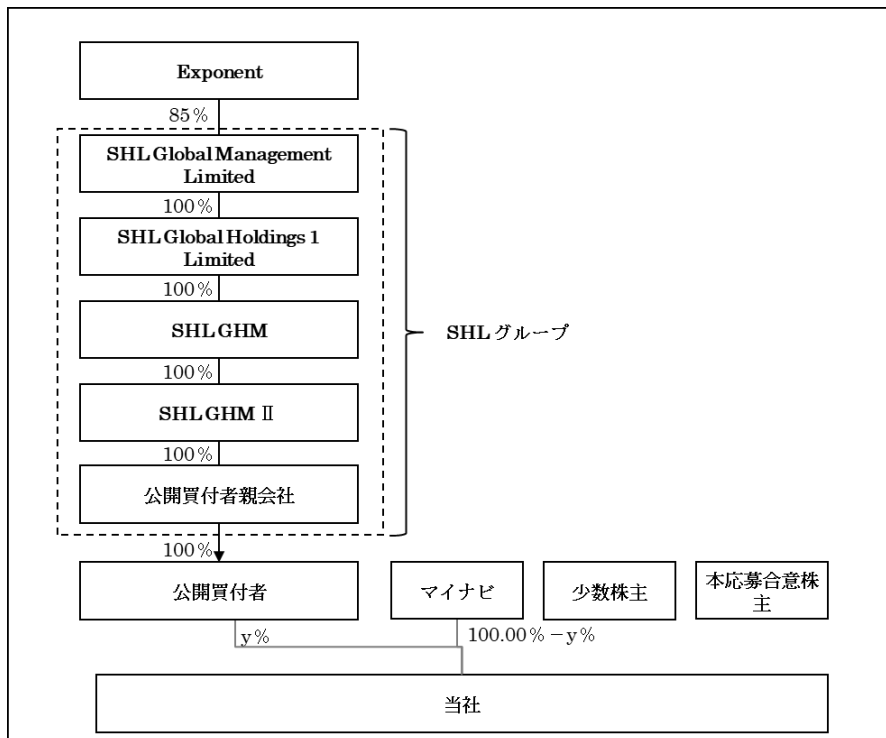 Exponent
85%
SHL Global Management
Limited
100%
SHL Global Holdings 1
Limited
100%
SHL GHM
SHLグループ
100%
SHL GHM Ⅱ
100%
公開買付者親会社
100%
公開買付者
マイナビ
少数株主
本応募合意株
主
y%
100.00%－y%
当社